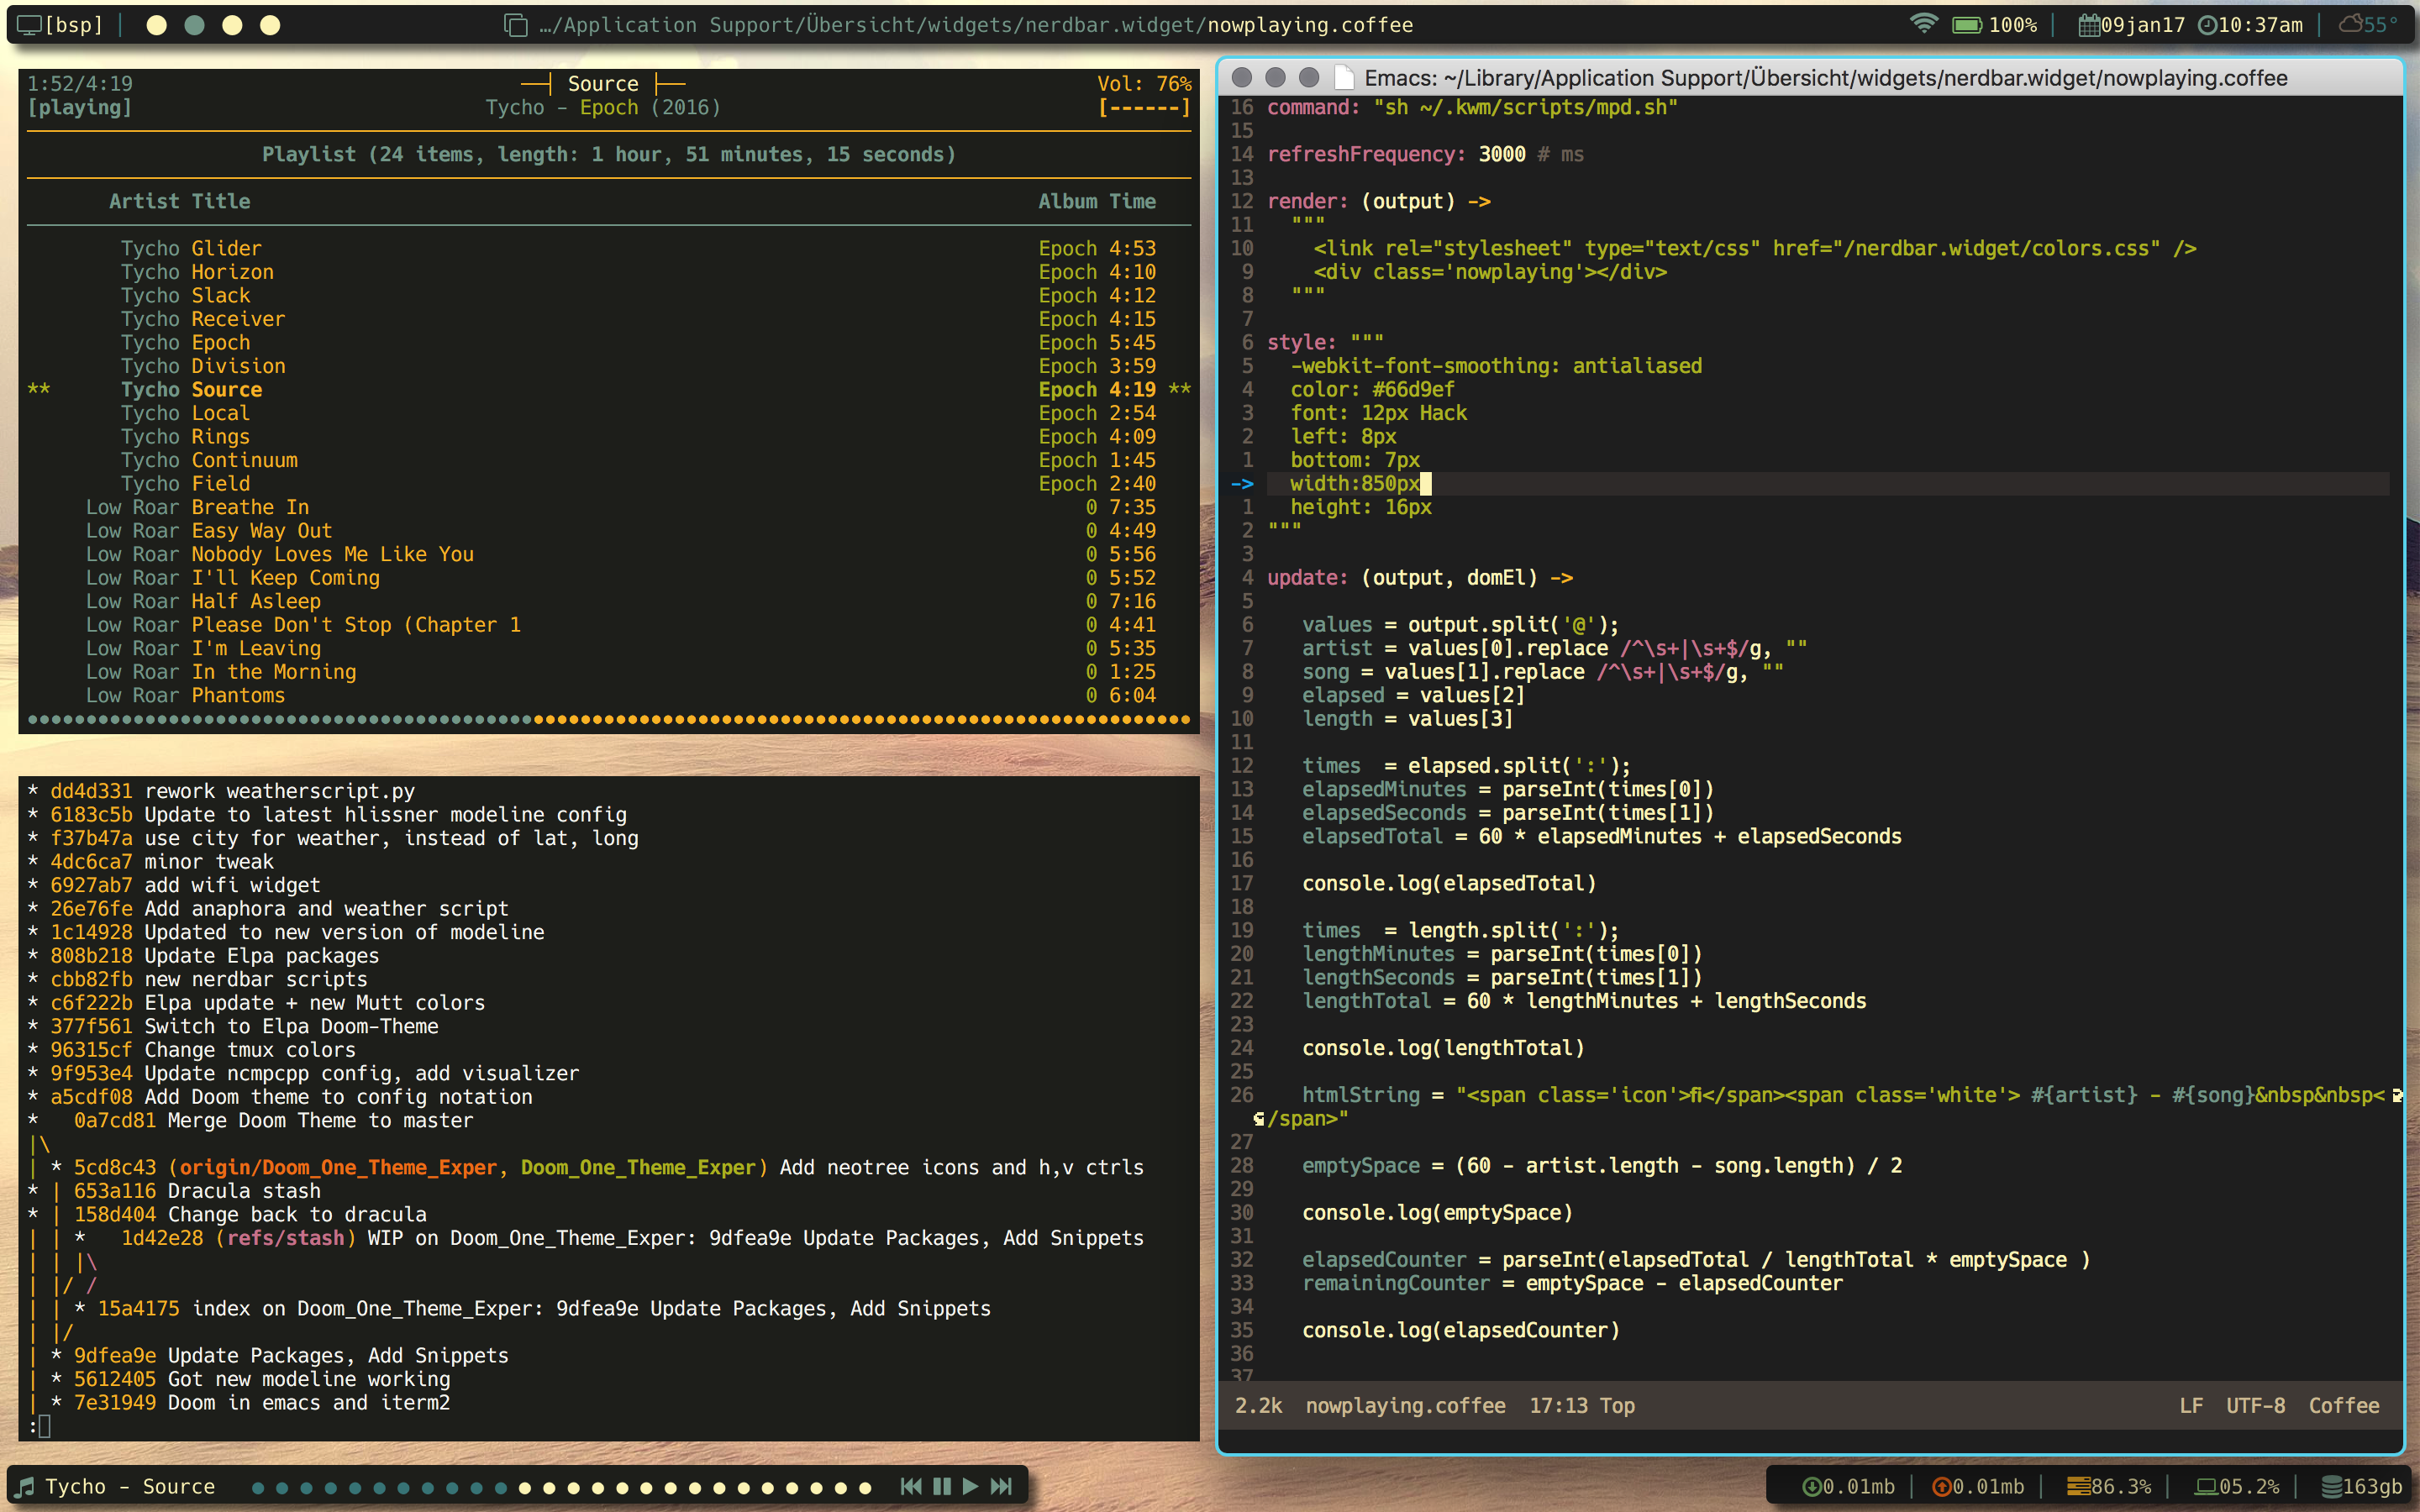 [bsp]
…/Application Support/Übersicht/widgets/nerdbar.widget/nowplaying.coffee
100%
09jan17
10:37am
55°
1:52/4:19 Source Vol: 76%
[playing] Tycho - Epoch (2016) [------]
Playlist (24 items, length: 1 hour, 51 minutes, 15 seconds)
Artist Title Album Time
Tycho Glider Epoch 4:53
Tycho Horizon Epoch 4:10
Tycho Slack Epoch 4:12
Tycho Receiver Epoch 4:15
Tycho Epoch Epoch 5:45
Tycho Division Epoch 3:59
** Tycho Source Epoch 4:19 **
Tycho Local Epoch 2:54
Tycho Rings Epoch 4:09
Tycho Continuum Epoch 1:45
Tycho Field Epoch 2:40
Low Roar Breathe In 0 7:35
Low Roar Easy Way Out 0 4:49
Low Roar Nobody Loves Me Like You 0 5:56
Low Roar I'll Keep Coming 0 5:52
Low Roar Half Asleep 0 7:16
Low Roar Please Don't Stop (Chapter 1 0 4:41
Low Roar I'm Leaving 0 5:35
Low Roar In the Morning 0 1:25
Low Roar Phantoms 0 6:04
* dd4d331 rework weatherscript.py
* 6183c5b Update to latest hlissner modeline config
* f37b47a use city for weather, instead of lat, long
* 4dc6ca7 minor tweak
* 6927ab7 add wifi widget
* 26e76fe Add anaphora and weather script
* 1c14928 Updated to new version of modeline
* 808b218 Update Elpa packages
* cbb82fb new nerdbar scripts
* c6f222b Elpa update + new Mutt colors
* 377f561 Switch to Elpa Doom-Theme
* 96315cf Change tmux colors
* 9f953e4 Update ncmpcpp config, add visualizer
* a5cdf08 Add Doom theme to config notation
*   0a7cd81 Merge Doom Theme to master
|\
| * 5cd8c43 (origin/Doom_One_Theme_Exper, Doom_One_Theme_Exper) Add neotree icons and h,v ctrls
* | 653a116 Dracula stash
* | 158d404 Change back to dracula
| | *   1d42e28 (refs/stash) WIP on Doom_One_Theme_Exper: 9dfea9e Update Packages, Add Snippets
| | |\
| |/ /
| | * 15a4175 index on Doom_One_Theme_Exper: 9dfea9e Update Packages, Add Snippets
| |/
| * 9dfea9e Update Packages, Add Snippets
| * 5612405 Got new modeline working
| * 7e31949 Doom in emacs and iterm2
:
Emacs: ~/Library/Application Support/Übersicht/widgets/nerdbar.widget/nowplaying.coffee
16 command: "sh ~/.kwm/scripts/mpd.sh"
15
14 refreshFrequency: 3000 # ms
13
12 render: (output) ->
11   """
10     <link rel="stylesheet" type="text/css" href="/nerdbar.widget/colors.css" />
9     <div class='nowplaying'></div>
8   """
7
6 style: """
5   -webkit-font-smoothing: antialiased
4   color: #66d9ef
3   font: 12px Hack
2   left: 8px
1   bottom: 7px
->   width:850px
1   height: 16px
2 """
3
4 update: (output, domEl) ->
5
6    values = output.split('@');
7    artist = values[0].replace /^\s+|\s+$/g, ""
8    song = values[1].replace /^\s+|\s+$/g, ""
9    elapsed = values[2]
10    length = values[3]
11
12    times  = elapsed.split(':');
13    elapsedMinutes = parseInt(times[0])
14    elapsedSeconds = parseInt(times[1])
15    elapsedTotal = 60 * elapsedMinutes + elapsedSeconds
16
17    console.log(elapsedTotal)
18
19    times  = length.split(':');
20    lengthMinutes = parseInt(times[0])
21    lengthSeconds = parseInt(times[1])
22    lengthTotal = 60 * lengthMinutes + lengthSeconds
23
24    console.log(lengthTotal)
25
26    htmlString = "<span class='icon'>ﬁ</span><span class='white'> #{artist} - #{song}&nbsp&nbsp<
/span>"
27
28    emptySpace = (60 - artist.length - song.length) / 2
29
30    console.log(emptySpace)
31
32    elapsedCounter = parseInt(elapsedTotal / lengthTotal * emptySpace )
33    remainingCounter = emptySpace - elapsedCounter
34
35    console.log(elapsedCounter)
36
37
2.2k nowplaying.coffee 17:13 Top LF UTF-8 Coffee
Tycho - Source
0.01mb
0.01mb
86.3%
05.2%
163gb